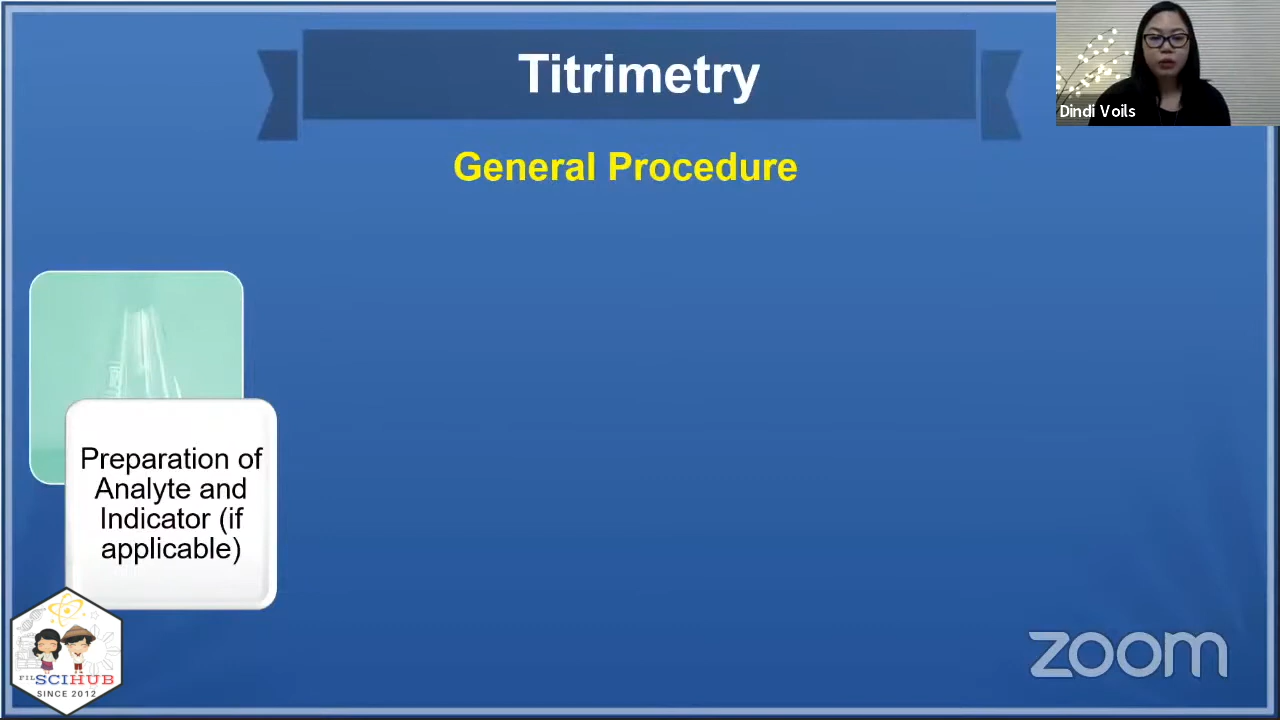 Titrimetry
Dindi Voils
General Procedure
Preparation of
Analyte and
Indicator (if
applicable)
FILSCIHUB
SINCE 2012
zoom